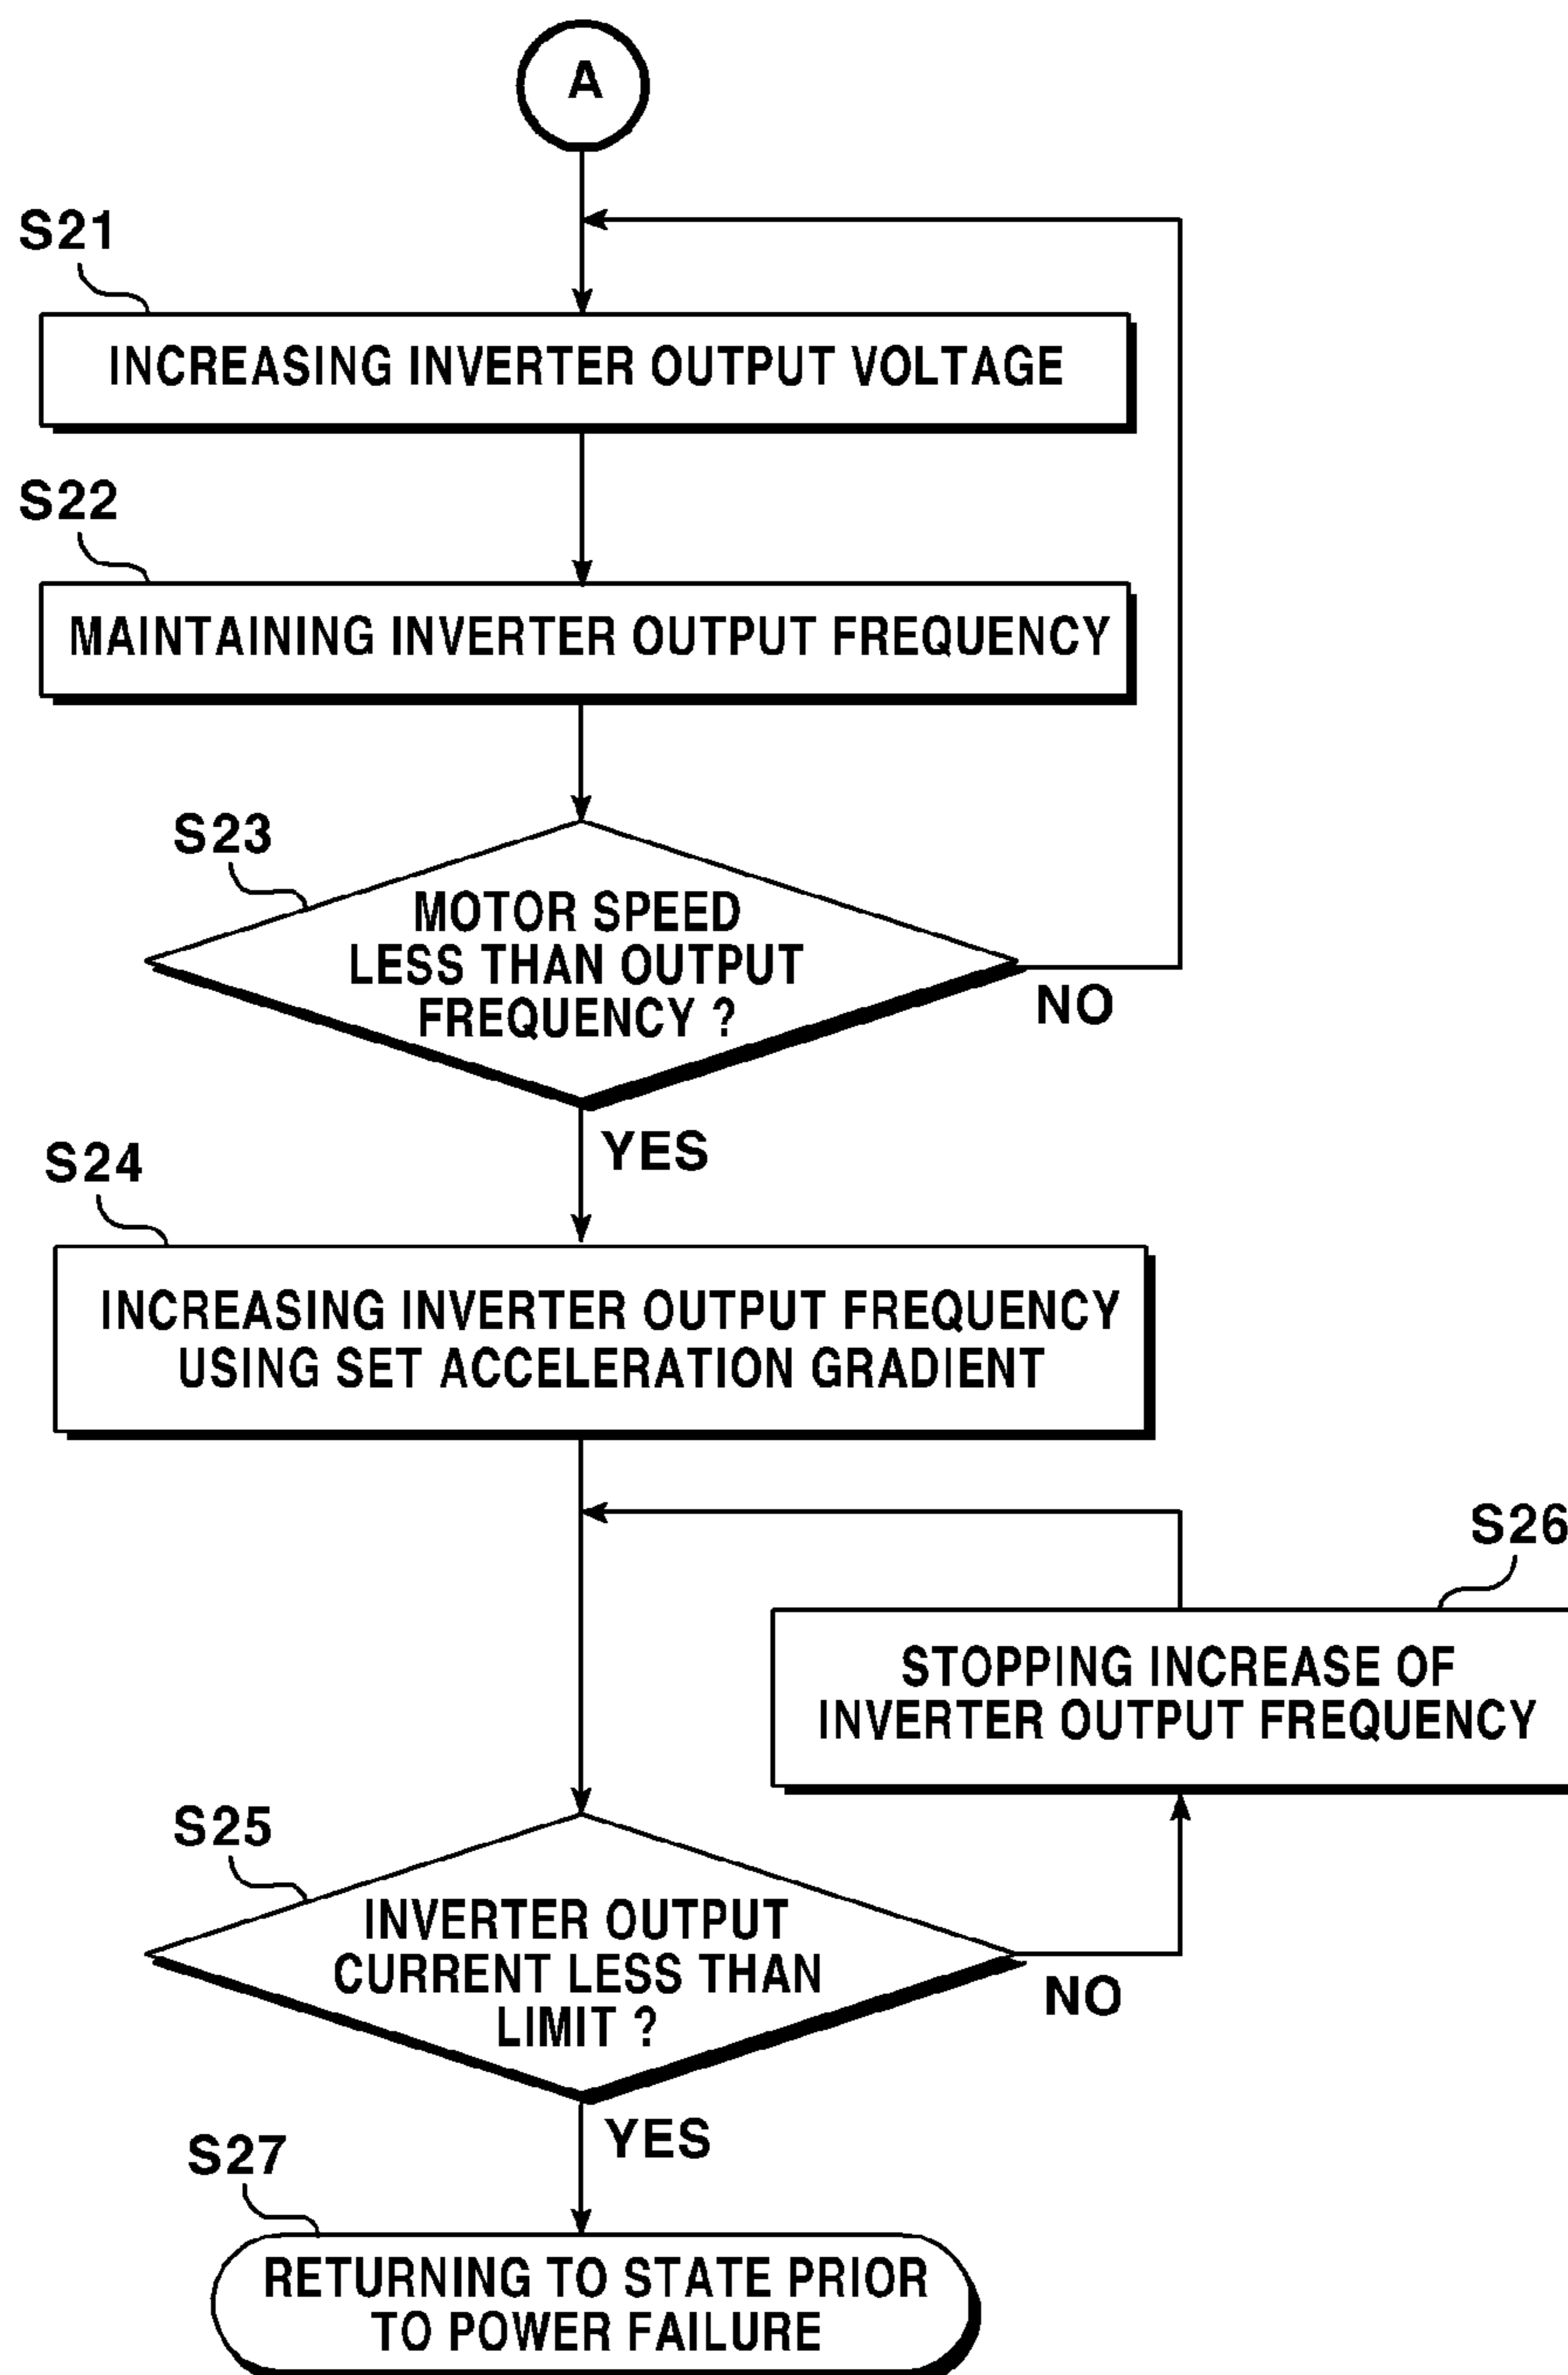 A
S21
INCREASING INVERTER OUTPUT VOLTAGE
S22
MAINTAINING INVERTER OUTPUT FREQUENCY
S23
MOTOR SPEED
LESS THAN OUTPUT
FREQUENCY ?
NO
YES
S24
INCREASING INVERTER OUTPUT FREQUENCY
USING SET ACCELERATION GRADIENT
S26
STOPPING INCREASE OF
INVERTER OUTPUT FREQUENCY
S25
INVERTER OUTPUT
CURRENT LESS THAN
LIMIT ?
NO
YES
S27
RETURNING TO STATE PRIOR
TO POWER FAILURE